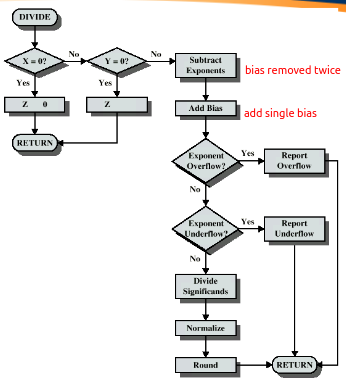 DIVIDE
X = 0?
No
Y = 0?
No
Subtract
Exponents
bias removed twice
Yes
Yes
Z 0
Z
Add Bias
add single bias
RETURN
Exponent
Overflow?
Yes
Report
Overflow
No
Exponent
Underflow?
Yes
Report
Underflow
No
Divide
Significands
Normalize
Round
RETURN